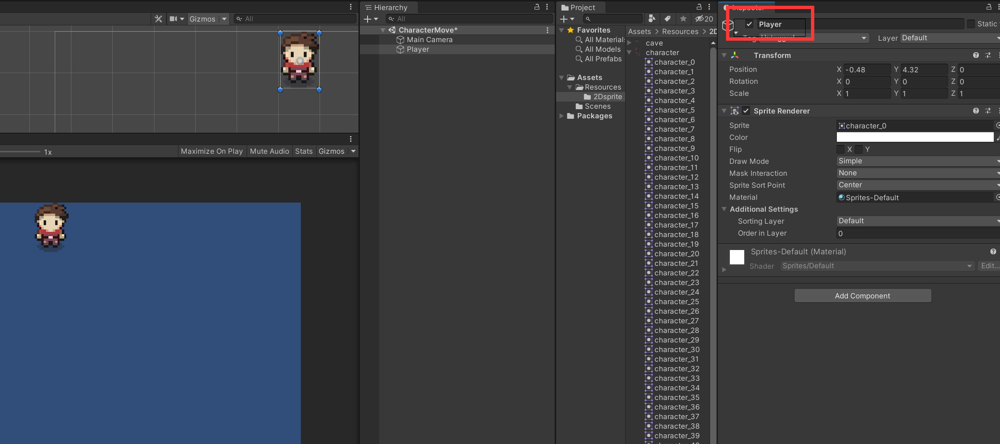 Gizmos
All
1x
Maximize On Play
Mute Audio
Stats
Gizmos
Hierarchy
All
CharacterMove*
Main Camera
Player
Project
20
Favorites
All Material
All Models
All Prefabs
Assets
Resources
2Dsprite
Scenes
Packages
Assets > Resources > 2D
cave
character
character_0
character_1
character_2
character_3
character_4
character_5
character_6
character_7
character_8
character_9
character_10
character_11
character_12
character_13
character_14
character_15
character_16
character_17
character_18
character_19
character_20
character_21
character_22
character_23
character_24
character_25
character_26
character_27
character_28
character_29
character_30
character_31
character_32
character_33
character_34
character_35
character_36
character_37
character_38
character_39
Inspector
Player
Static
Tag Untagged
Layer Default
Transform
Position X -0.48 Y 4.32 Z 0
Rotation X 0 Y 0 Z 0
Scale X 1 Y 1 Z 1
Sprite Renderer
Sprite character_0
Color
Flip X Y
Draw Mode Simple
Mask Interaction None
Sprite Sort Point Center
Material Sprites-Default
Additional Settings
Sorting Layer Default
Order in Layer 0
Sprites-Default (Material)
Shader Sprites/Default Edit...
Add Component